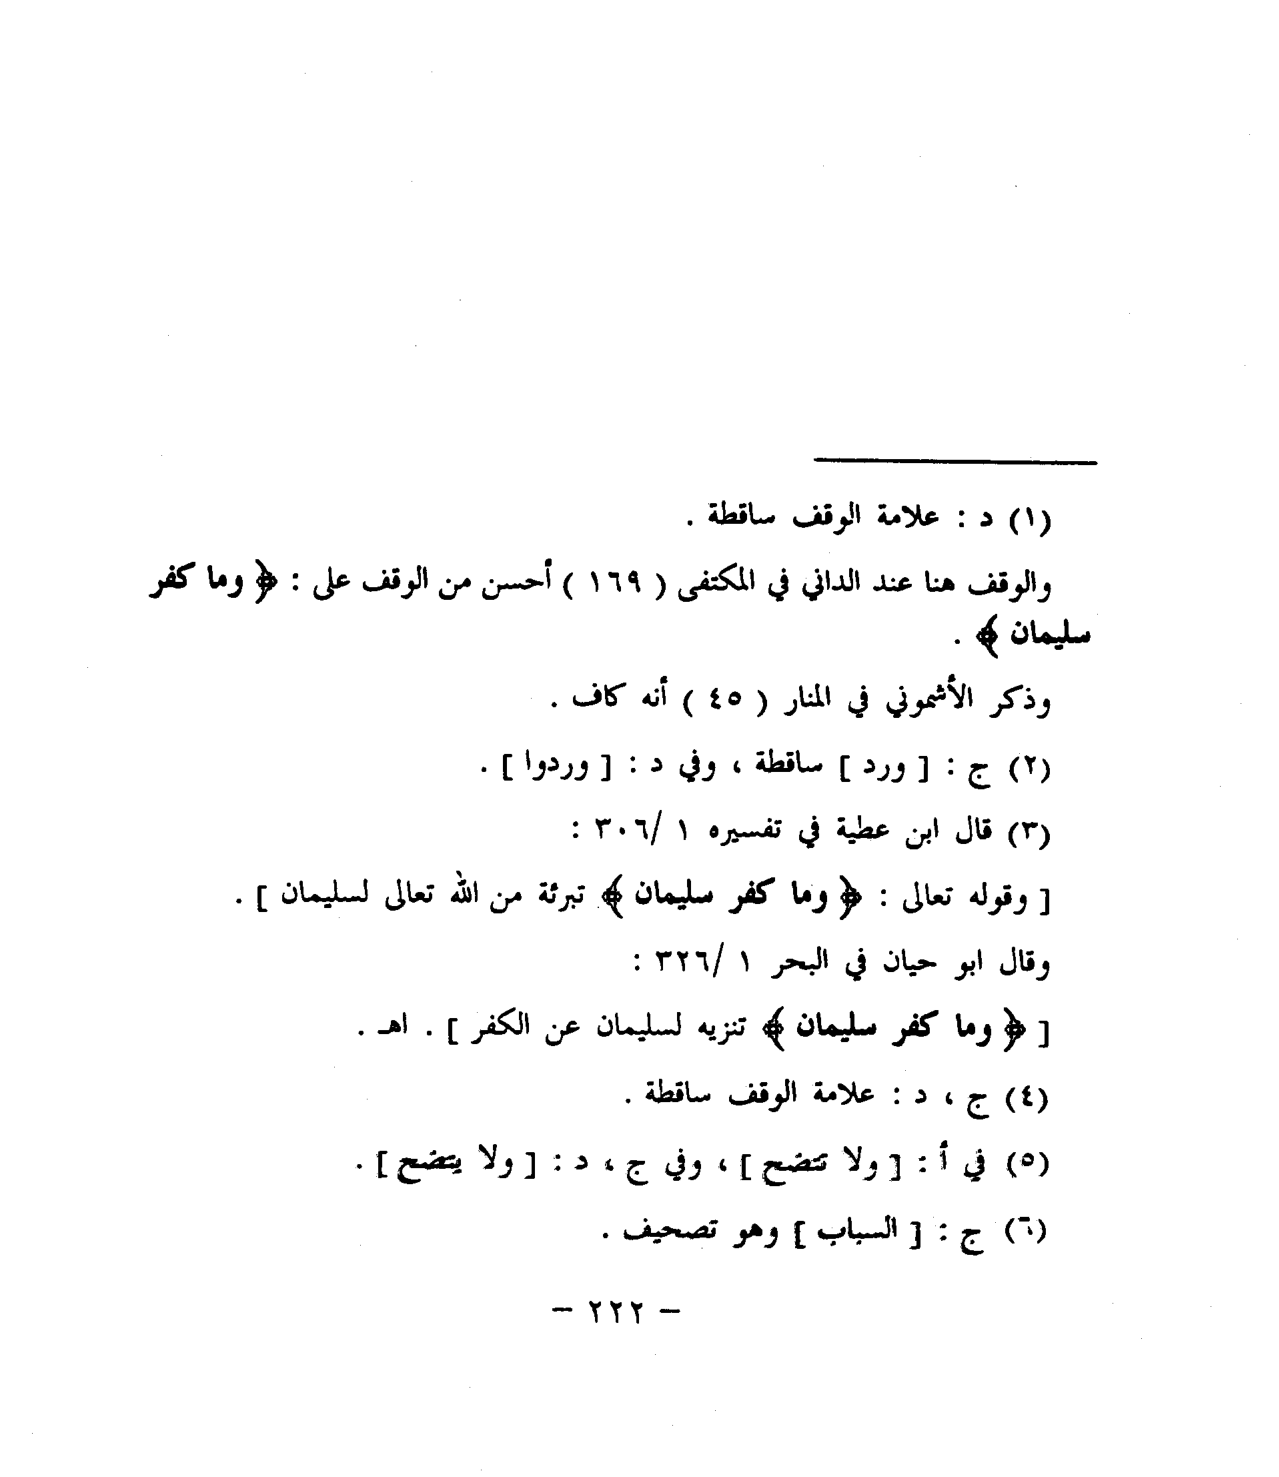 (١) د : علامة الوقف ساقطة .
والوقف هنا عند الداني في المكتفى ( ١٦٩ ) أحسن من الوقف على : ﴿ وما كفر
سليمان ﴾ .
وذكر الأشموني في المنار ( ٤٥ ) أنه كاف .
(٢) ج : [ ورد ] ساقطة ، وفي د : [ وردوا ] .
(٣) قال ابن عطية في تفسيره ١ /٣٠٦ :
[ وقوله تعالى : ﴿ وما كفر سليمان ﴾ تبرئة من الله تعالى لسليمان ] .
وقال ابو حيان في البحر ١ /٣٢٦ :
[ ﴿ وما كفر سليمان ﴾ تنزيه لسليمان عن الكفر ] . اهـ .
(٤) ج ، د : علامة الوقف ساقطة .
(٥) في أ : [ ولا تتضح ] ، وفي ج ، د : [ ولا يتضح ] .
(٦) ج : [ السباب ] وهو تصحيف .
– ٢٢٢ –